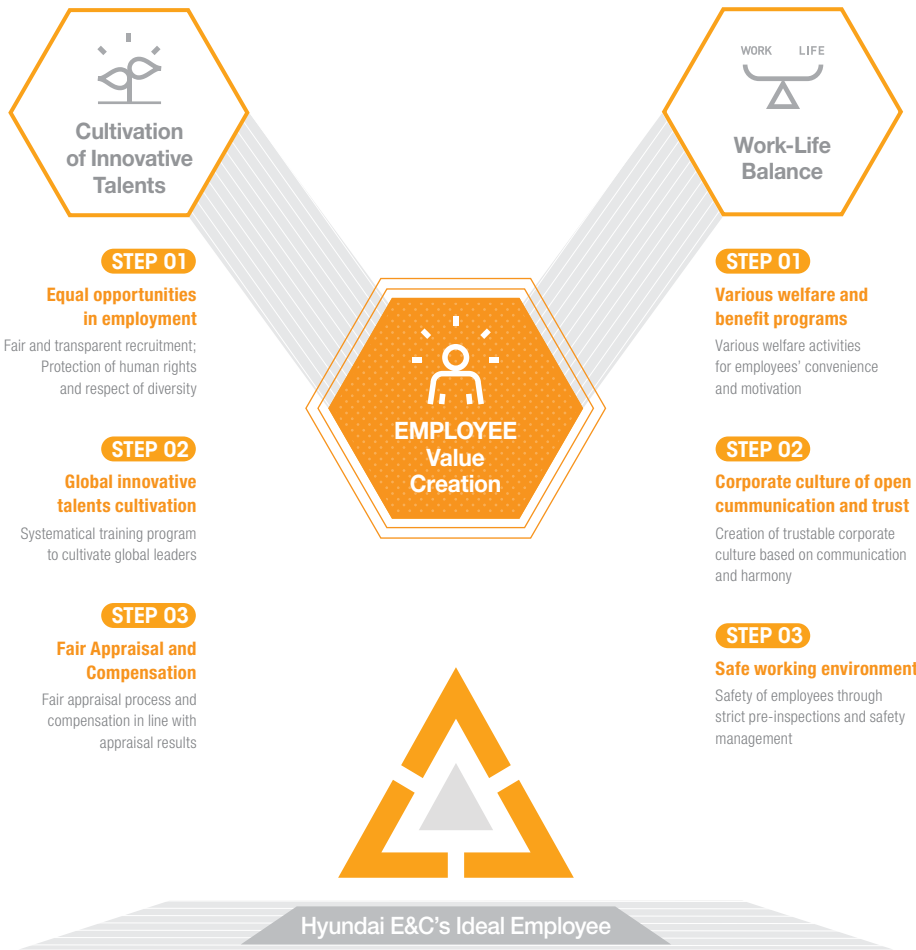 Cultivation
of Innovative
Talents
STEP 01
Equal opportunities
in employment
Fair and transparent recruitment;
Protection of human rights
and respect of diversity
STEP 02
Global innovative
talents cultivation
Systematical training program
to cultivate global leaders
STEP 03
Fair Appraisal and
Compensation
Fair appraisal process and
compensation in line with
appraisal results
EMPLOYEE
Value
Creation
WORK LIFE
Work-Life
Balance
STEP 01
Various welfare and
benefit programs
Various welfare activities
for employees’ convenience
and motivation
STEP 02
Corporate culture of open
cummunication and trust
Creation of trustable corporate
culture based on communication
and harmony
STEP 03
Safe working environment
Safety of employees through
strict pre-inspections and safety
management
Hyundai E&C’s Ideal Employee